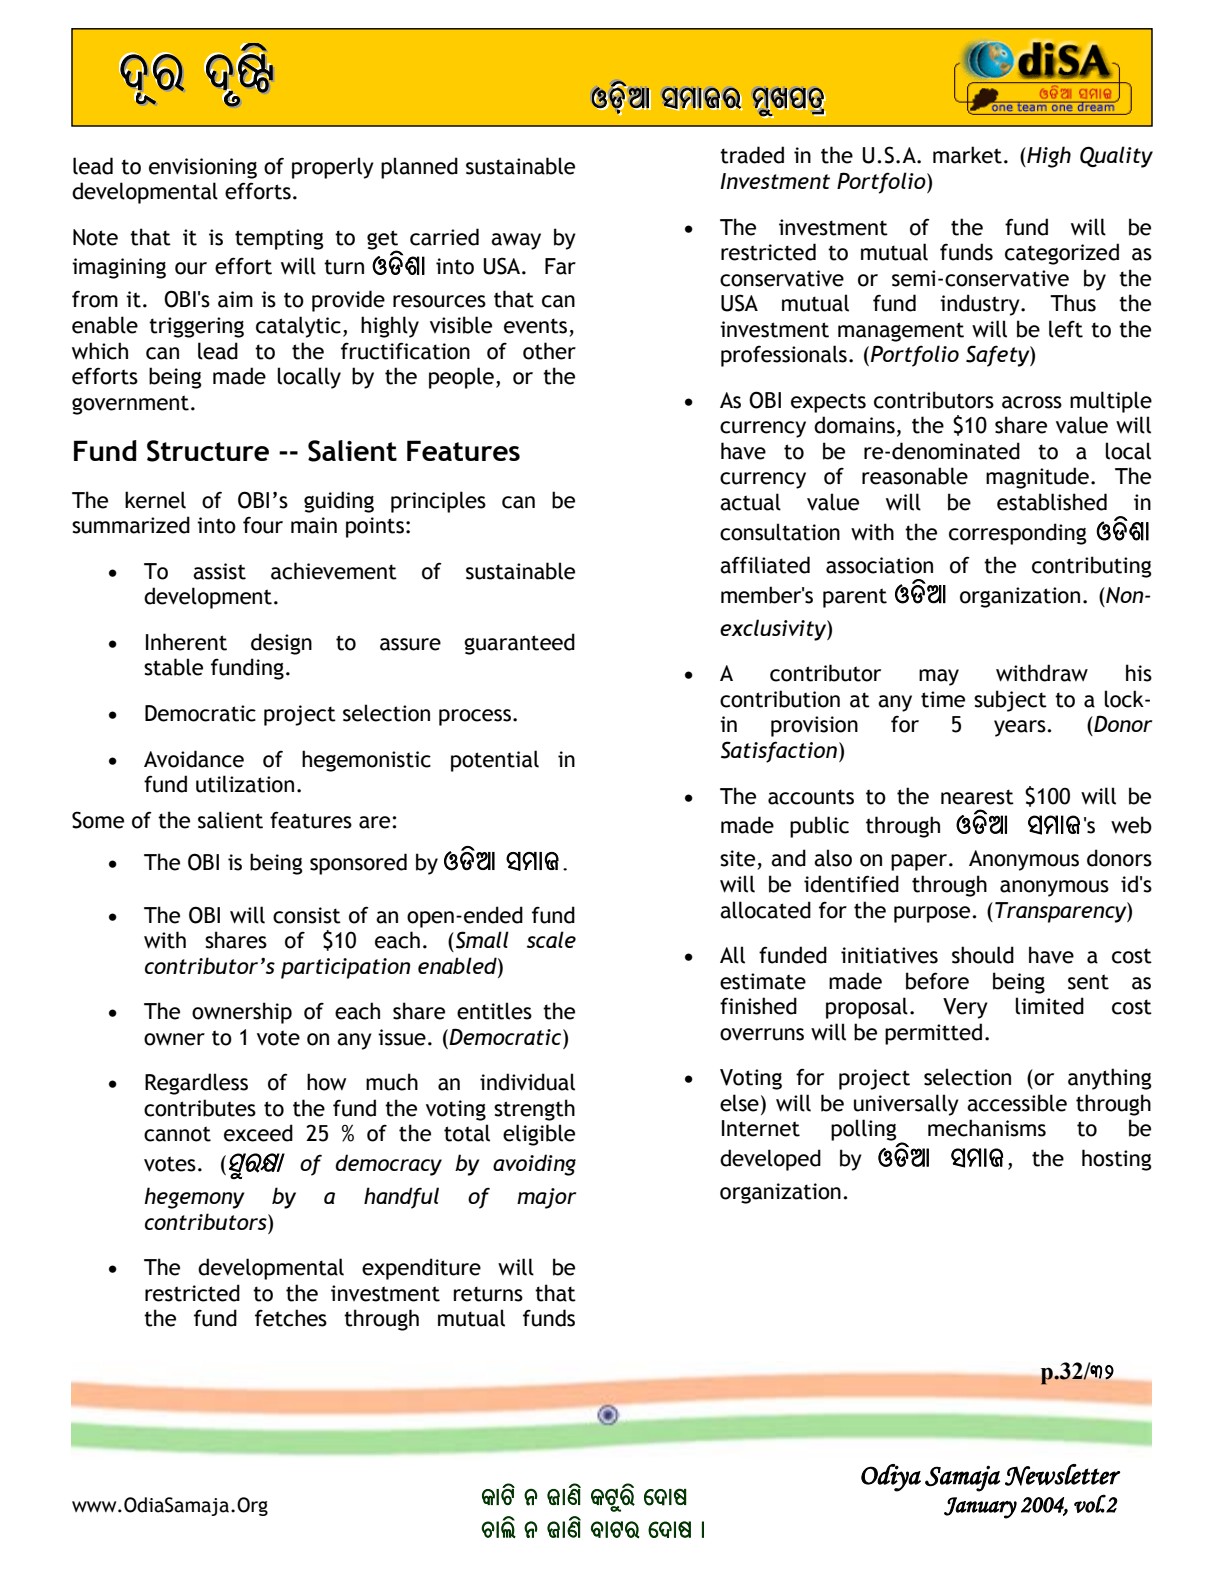 ଦୂର ଦୃଷ୍ଟି
ଓଡ଼ିଆ ସମାଜର ମୁଖପତ୍ର
diSA
ଓଡିଆ ସମାଜ
one team one dream
lead to envisioning of properly planned sustainable
developmental efforts.
Note that it is tempting to get carried away by
imagining our effort will turn ଓଡିଶା into USA. Far
from it. OBI's aim is to provide resources that can
enable triggering catalytic, highly visible events,
which can lead to the fructification of other
efforts being made locally by the people, or the
government.
Fund Structure -- Salient Features
The kernel of OBI’s guiding principles can be
summarized into four main points:
• To assist achievement of sustainable
development.
• Inherent design to assure guaranteed
stable funding.
• Democratic project selection process.
• Avoidance of hegemonistic potential in
fund utilization.
Some of the salient features are:
• The OBI is being sponsored by ଓଡିଆ ସମାଜ.
• The OBI will consist of an open-ended fund
with shares of $10 each. (Small scale
contributor’s participation enabled)
• The ownership of each share entitles the
owner to 1 vote on any issue. (Democratic)
• Regardless of how much an individual
contributes to the fund the voting strength
cannot exceed 25 % of the total eligible
votes. (ସୁରକ୍ଷା of democracy by avoiding
hegemony by a handful of major
contributors)
• The developmental expenditure will be
restricted to the investment returns that
the fund fetches through mutual funds
traded in the U.S.A. market. (High Quality
Investment Portfolio)
• The investment of the fund will be
restricted to mutual funds categorized as
conservative or semi-conservative by the
USA mutual fund industry. Thus the
investment management will be left to the
professionals. (Portfolio Safety)
• As OBI expects contributors across multiple
currency domains, the $10 share value will
have to be re-denominated to a local
currency of reasonable magnitude. The
actual value will be established in
consultation with the corresponding ଓଡିଶା
affiliated association of the contributing
member's parent ଓଡିଆ organization. (Non-
exclusivity)
• A contributor may withdraw his
contribution at any time subject to a lock-
in provision for 5 years. (Donor
Satisfaction)
• The accounts to the nearest $100 will be
made public through ଓଡିଆ ସମାଜ's web
site, and also on paper. Anonymous donors
will be identified through anonymous id's
allocated for the purpose. (Transparency)
• All funded initiatives should have a cost
estimate made before being sent as
finished proposal. Very limited cost
overruns will be permitted.
• Voting for project selection (or anything
else) will be universally accessible through
Internet polling mechanisms to be
developed by ଓଡିଆ ସମାଜ, the hosting
organization.
p.32/୩୨
Odiya Samaja Newsletter
January 2004, vol.2
www.OdiaSamaja.Org
କାଟି ନ ଜାଣି କଟୁରି ଦୋଷ
ଚାଲି ନ ଜାଣି ବାଟର ଦୋଷ ।